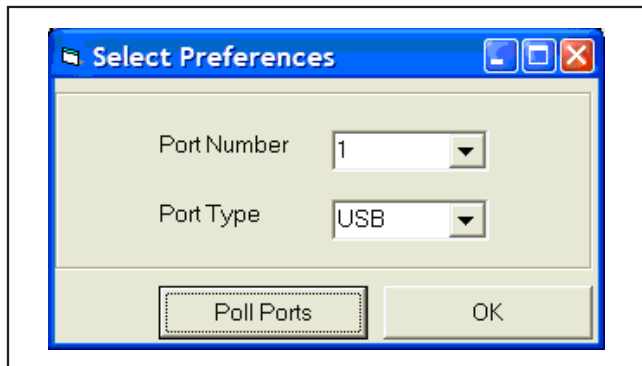 Select Preferences
Port Number 1
Port Type USB
Poll Ports OK